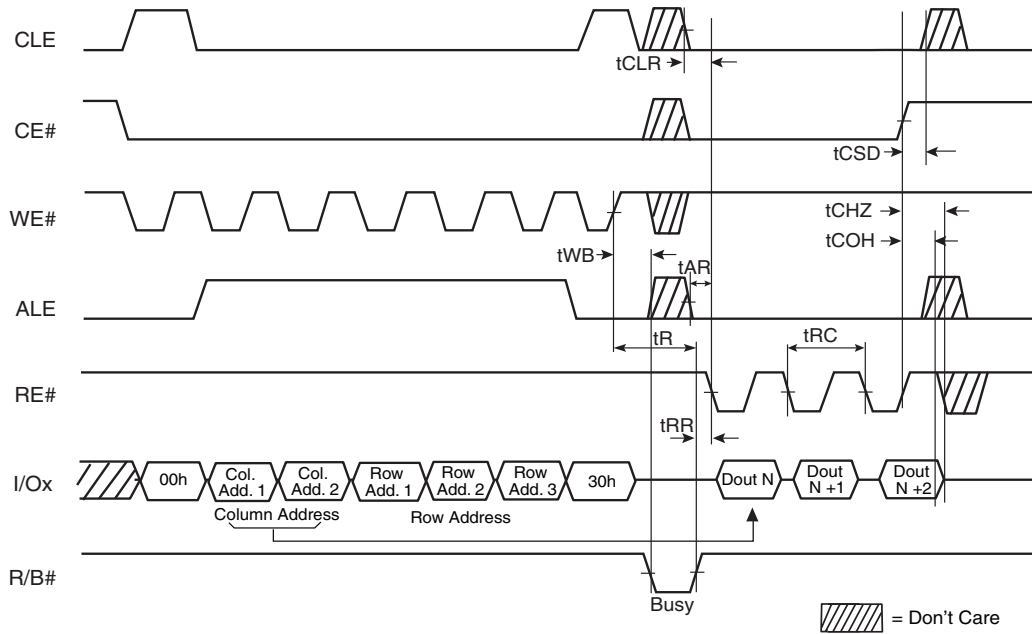 CLE
tCLR
CE#
tCSD
WE#
tCHZ
tCOH
tWB
tAR
ALE
tR
tRC
RE#
tRR
I/Ox
00h
Col. Add. 1
Col. Add. 2
Row Add. 1
Row Add. 2
Row Add. 3
30h
Dout N
Dout N +1
Dout N +2
Column Address
Row Address
R/B#
Busy
= Don't Care